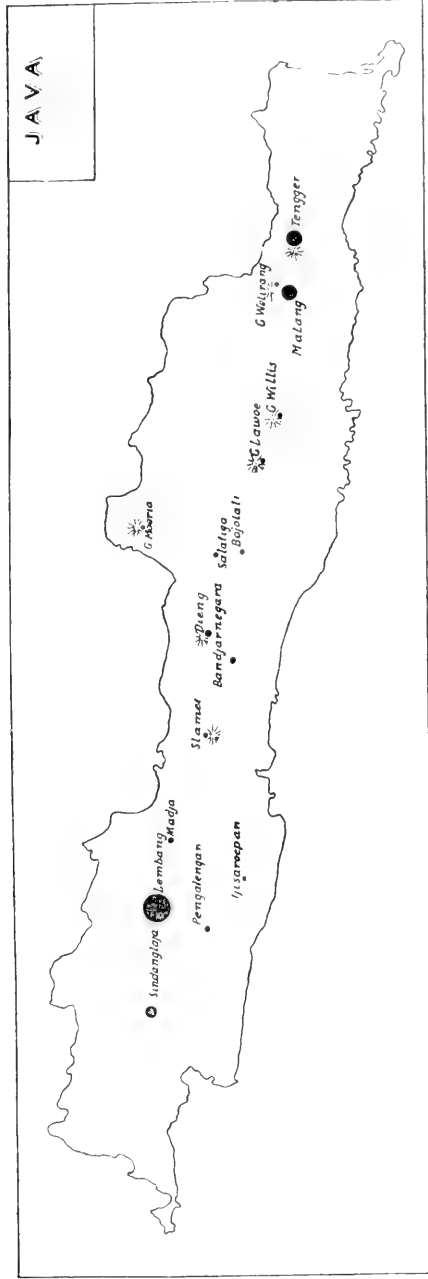 JAVA
G Moeria
Sindanglaja
Lembang
Madja
Slamet
Dieng
Salatiga
G Lawoe
G Willis
G Welirang
Tengger
Pengalengan
Bandjarnegara
Bojolali
Malang
Tjisaroepan